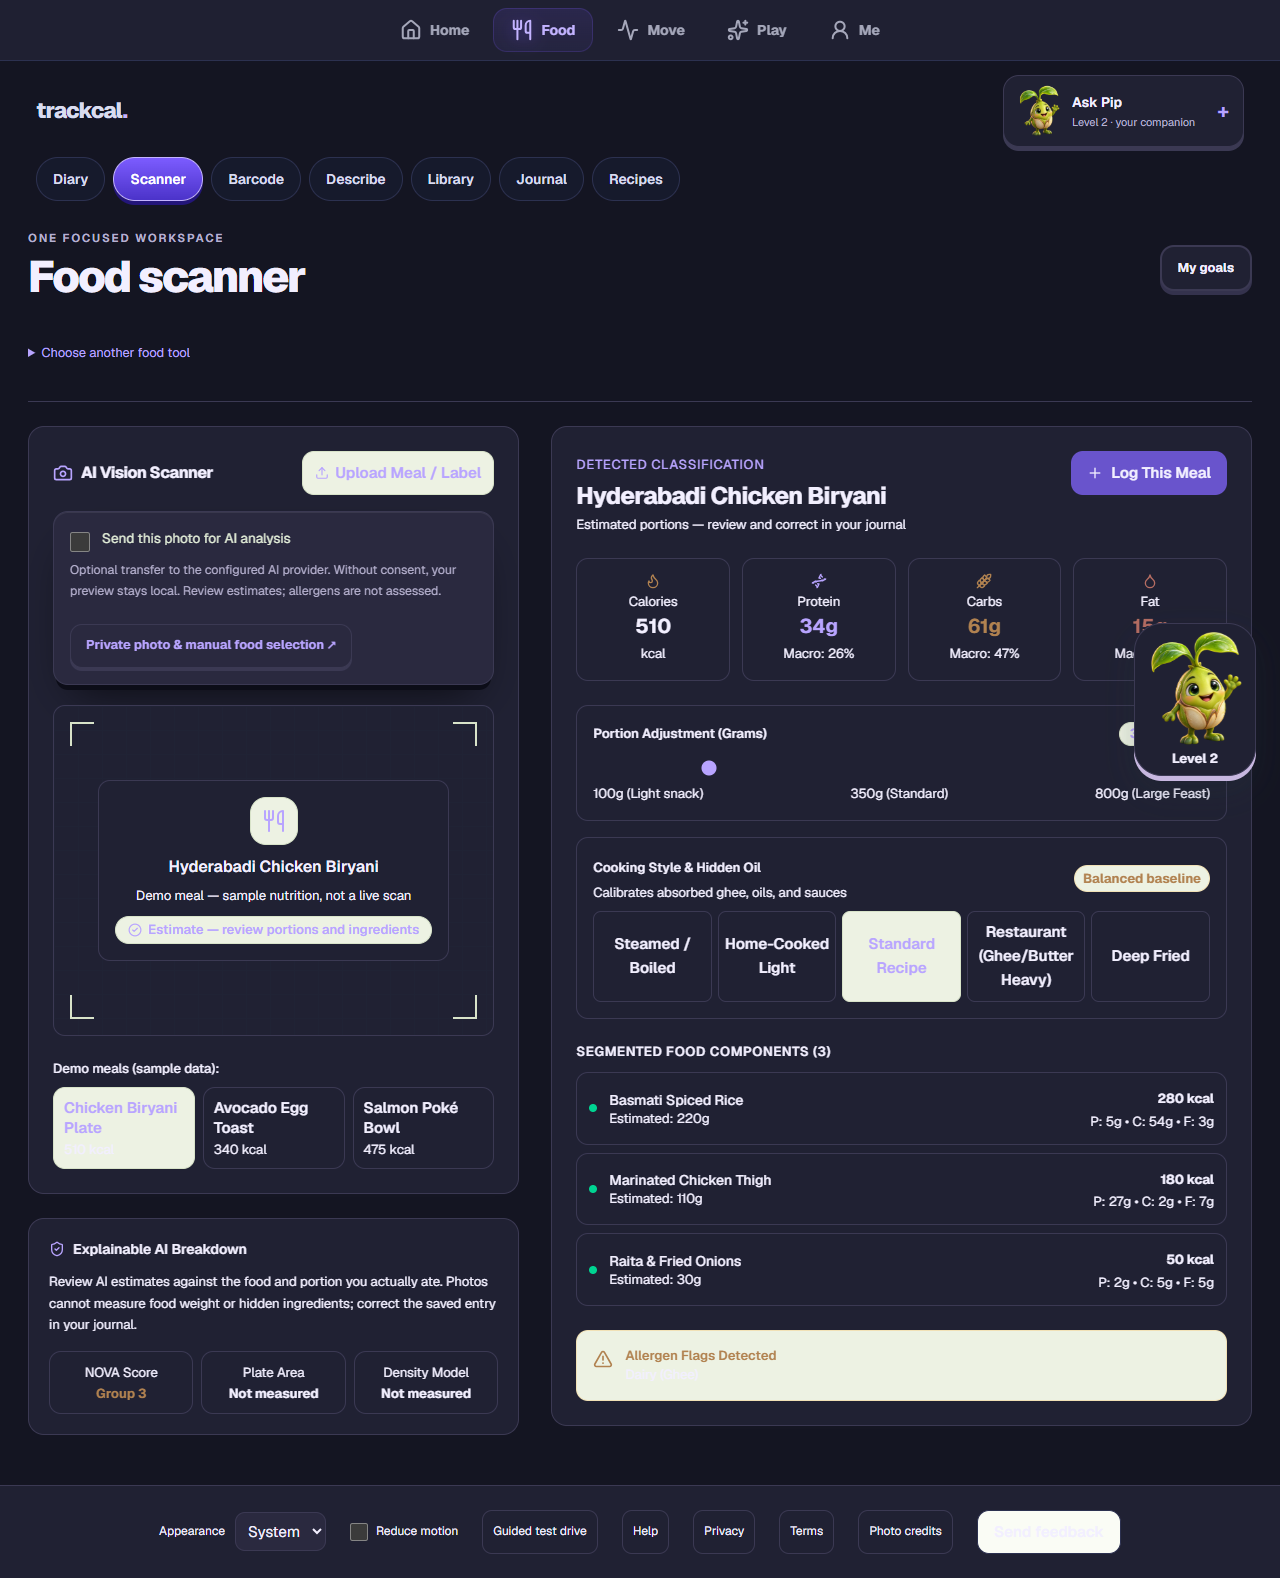 Home
Food
Move
Play
Me
trackcal.
Ask Pip
Level 2 · your companion
+
Diary
Scanner
Barcode
Describe
Library
Journal
Recipes
ONE FOCUSED WORKSPACE
Food scanner
My goals
Choose another food tool
AI Vision Scanner
Upload Meal / Label
Send this photo for AI analysis
Optional transfer to the configured AI provider. Without consent, your
preview stays local. Review estimates; allergens are not assessed.
Private photo & manual food selection ↗
Hyderabadi Chicken Biryani
Demo meal — sample nutrition, not a live scan
Estimate — review portions and ingredients
Demo meals (sample data):
Chicken Biryani
Plate
Avocado Egg
Toast
340 kcal
Salmon Poké
Bowl
475 kcal
Explainable AI Breakdown
Review AI estimates against the food and portion you actually ate. Photos
cannot measure food weight or hidden ingredients; correct the saved entry
in your journal.
NOVA Score
Group 3
Plate Area
Not measured
Density Model
Not measured
DETECTED CLASSIFICATION
Hyderabadi Chicken Biryani
Estimated portions — review and correct in your journal
Log This Meal
Calories
510
kcal
Protein
34g
Macro: 26%
Carbs
61g
Macro: 47%
Fat
15g
Level 2
Portion Adjustment (Grams)
100g (Light snack)
350g (Standard)
800g (Large Feast)
Cooking Style & Hidden Oil
Calibrates absorbed ghee, oils, and sauces
Balanced baseline
Steamed /
Boiled
Home-Cooked
Light
Standard
Recipe
Restaurant
(Ghee/Butter
Heavy)
Deep Fried
SEGMENTED FOOD COMPONENTS (3)
Basmati Spiced Rice
Estimated: 220g
280 kcal
P: 5g • C: 54g • F: 3g
Marinated Chicken Thigh
Estimated: 110g
180 kcal
P: 27g • C: 2g • F: 7g
Raita & Fried Onions
Estimated: 30g
50 kcal
P: 2g • C: 5g • F: 5g
Allergen Flags Detected
Appearance
System
Reduce motion
Guided test drive
Help
Privacy
Terms
Photo credits
Send feedback